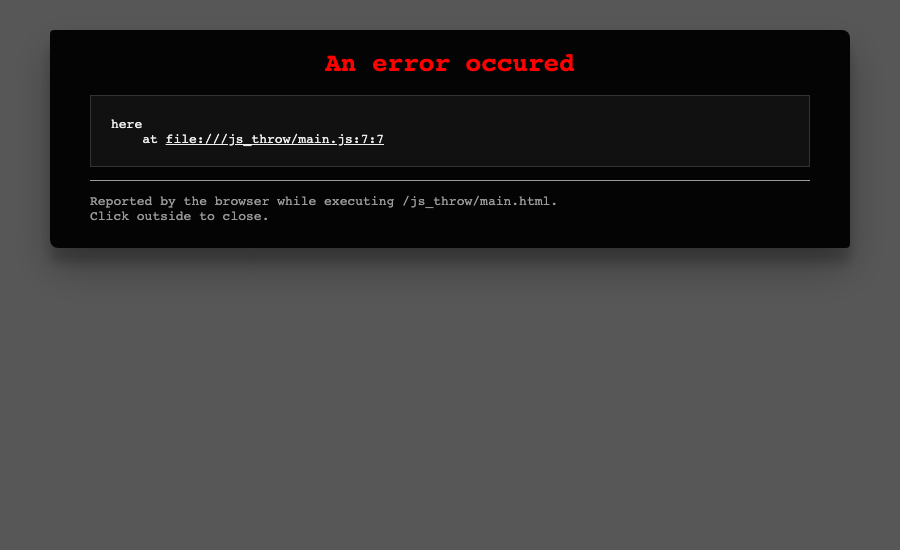 An error occured
here
    at file:///js_throw/main.js:7:7
Reported by the browser while executing /js_throw/main.html.
Click outside to close.